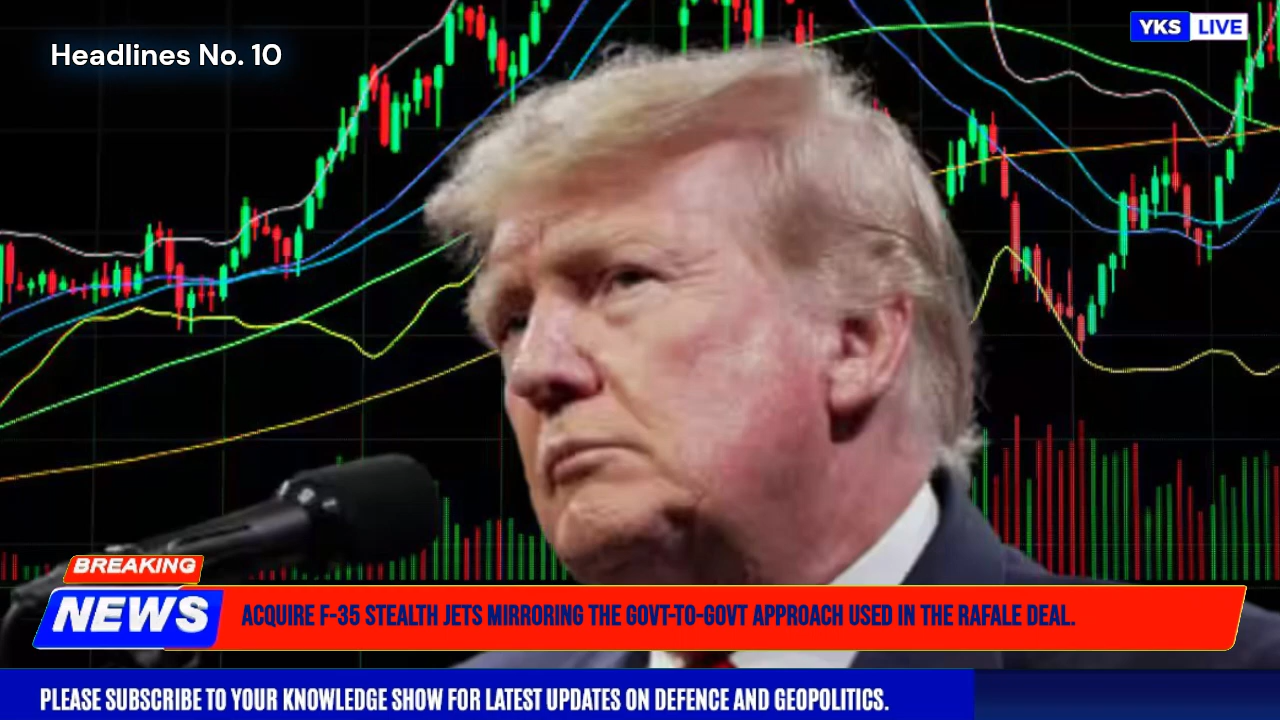 Headlines No. 10
YKS LIVE
BREAKING
NEWS
ACQUIRE F-35 STEALTH JETS MIRRORING THE GOVT-TO-GOVT APPROACH USED IN THE RAFALE DEAL.
PLEASE SUBSCRIBE TO YOUR KNOWLEDGE SHOW FOR LATEST UPDATES ON DEFENCE AND GEOPOLITICS.